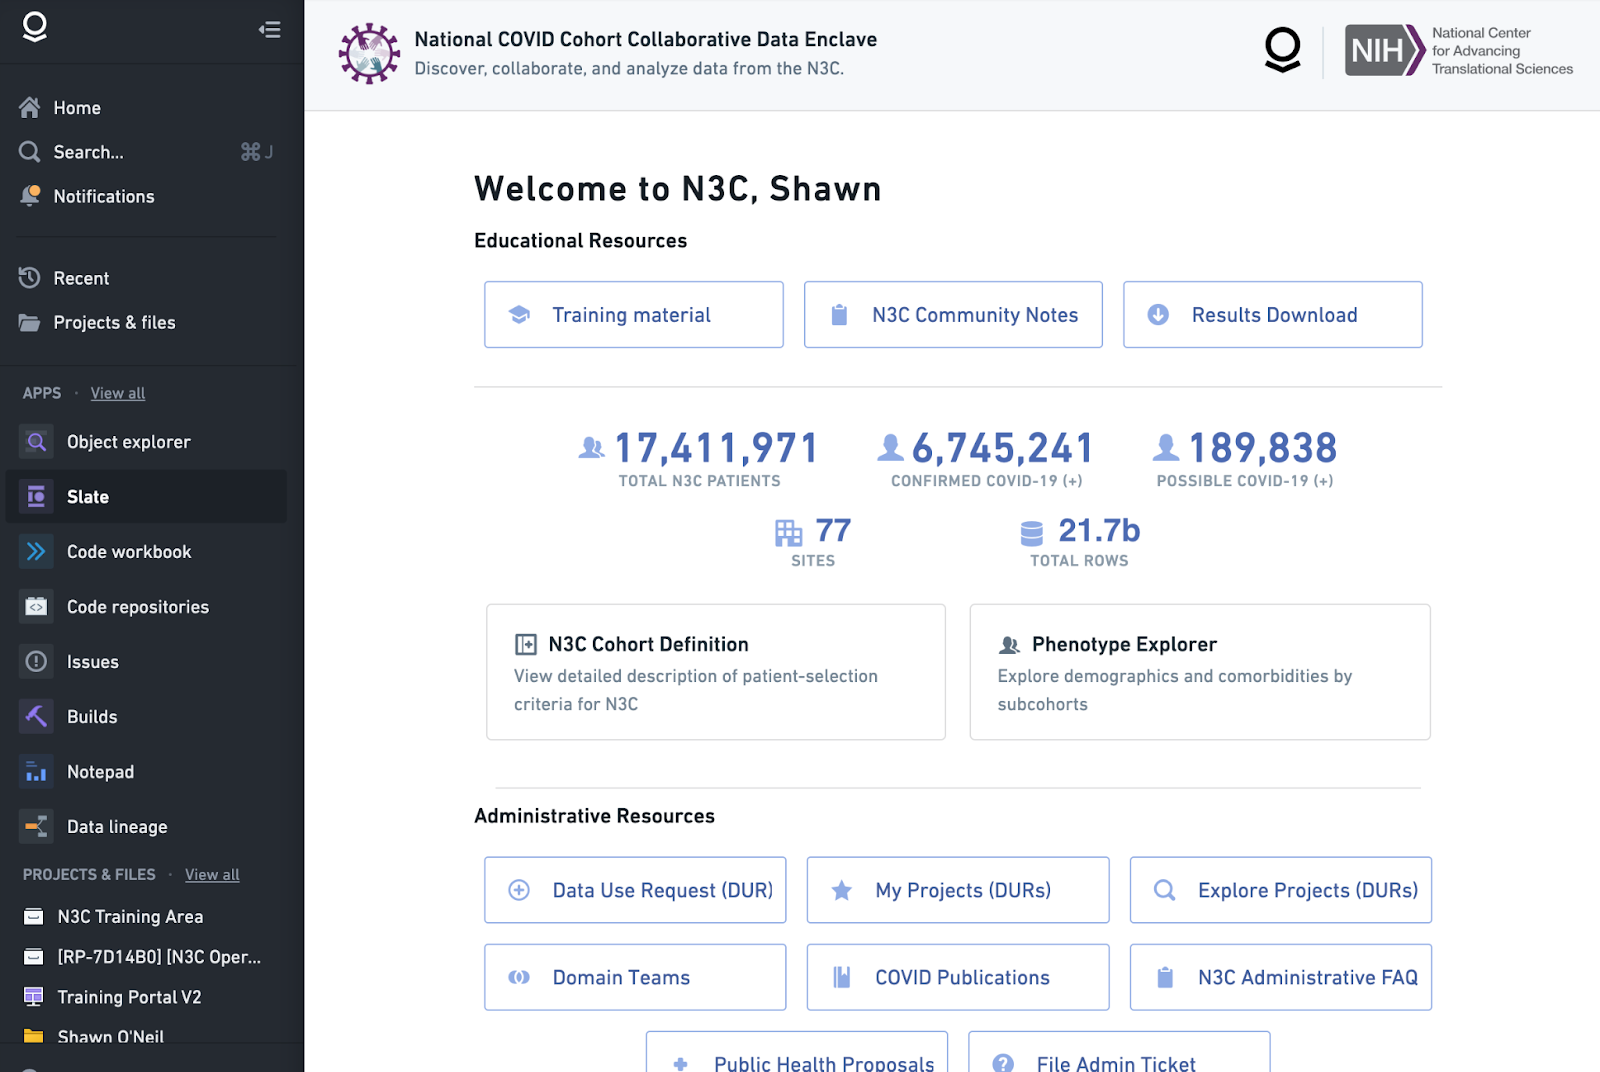 Home
Search...
⌘ J
Notifications
Recent
Projects & files
APPS · View all
Object explorer
Slate
Code workbook
Code repositories
Issues
Builds
Notepad
Data lineage
PROJECTS & FILES · View all
N3C Training Area
[RP-7D14B0] [N3C Oper...
Training Portal V2
Shawn O'Neil
National COVID Cohort Collaborative Data Enclave
Discover, collaborate, and analyze data from the N3C.
NIH
National Center
for Advancing
Translational Sciences
Welcome to N3C, Shawn
Educational Resources
Training material
N3C Community Notes
Results Download
17,411,971
TOTAL N3C PATIENTS
6,745,241
CONFIRMED COVID-19 (+)
189,838
POSSIBLE COVID-19 (+)
77
SITES
21.7b
TOTAL ROWS
N3C Cohort Definition
View detailed description of patient-selection
criteria for N3C
Phenotype Explorer
Explore demographics and comorbidities by
subcohorts
Administrative Resources
Data Use Request (DUR)
My Projects (DURs)
Explore Projects (DURs)
Domain Teams
COVID Publications
N3C Administrative FAQ
Public Health Proposals
File Admin Ticket